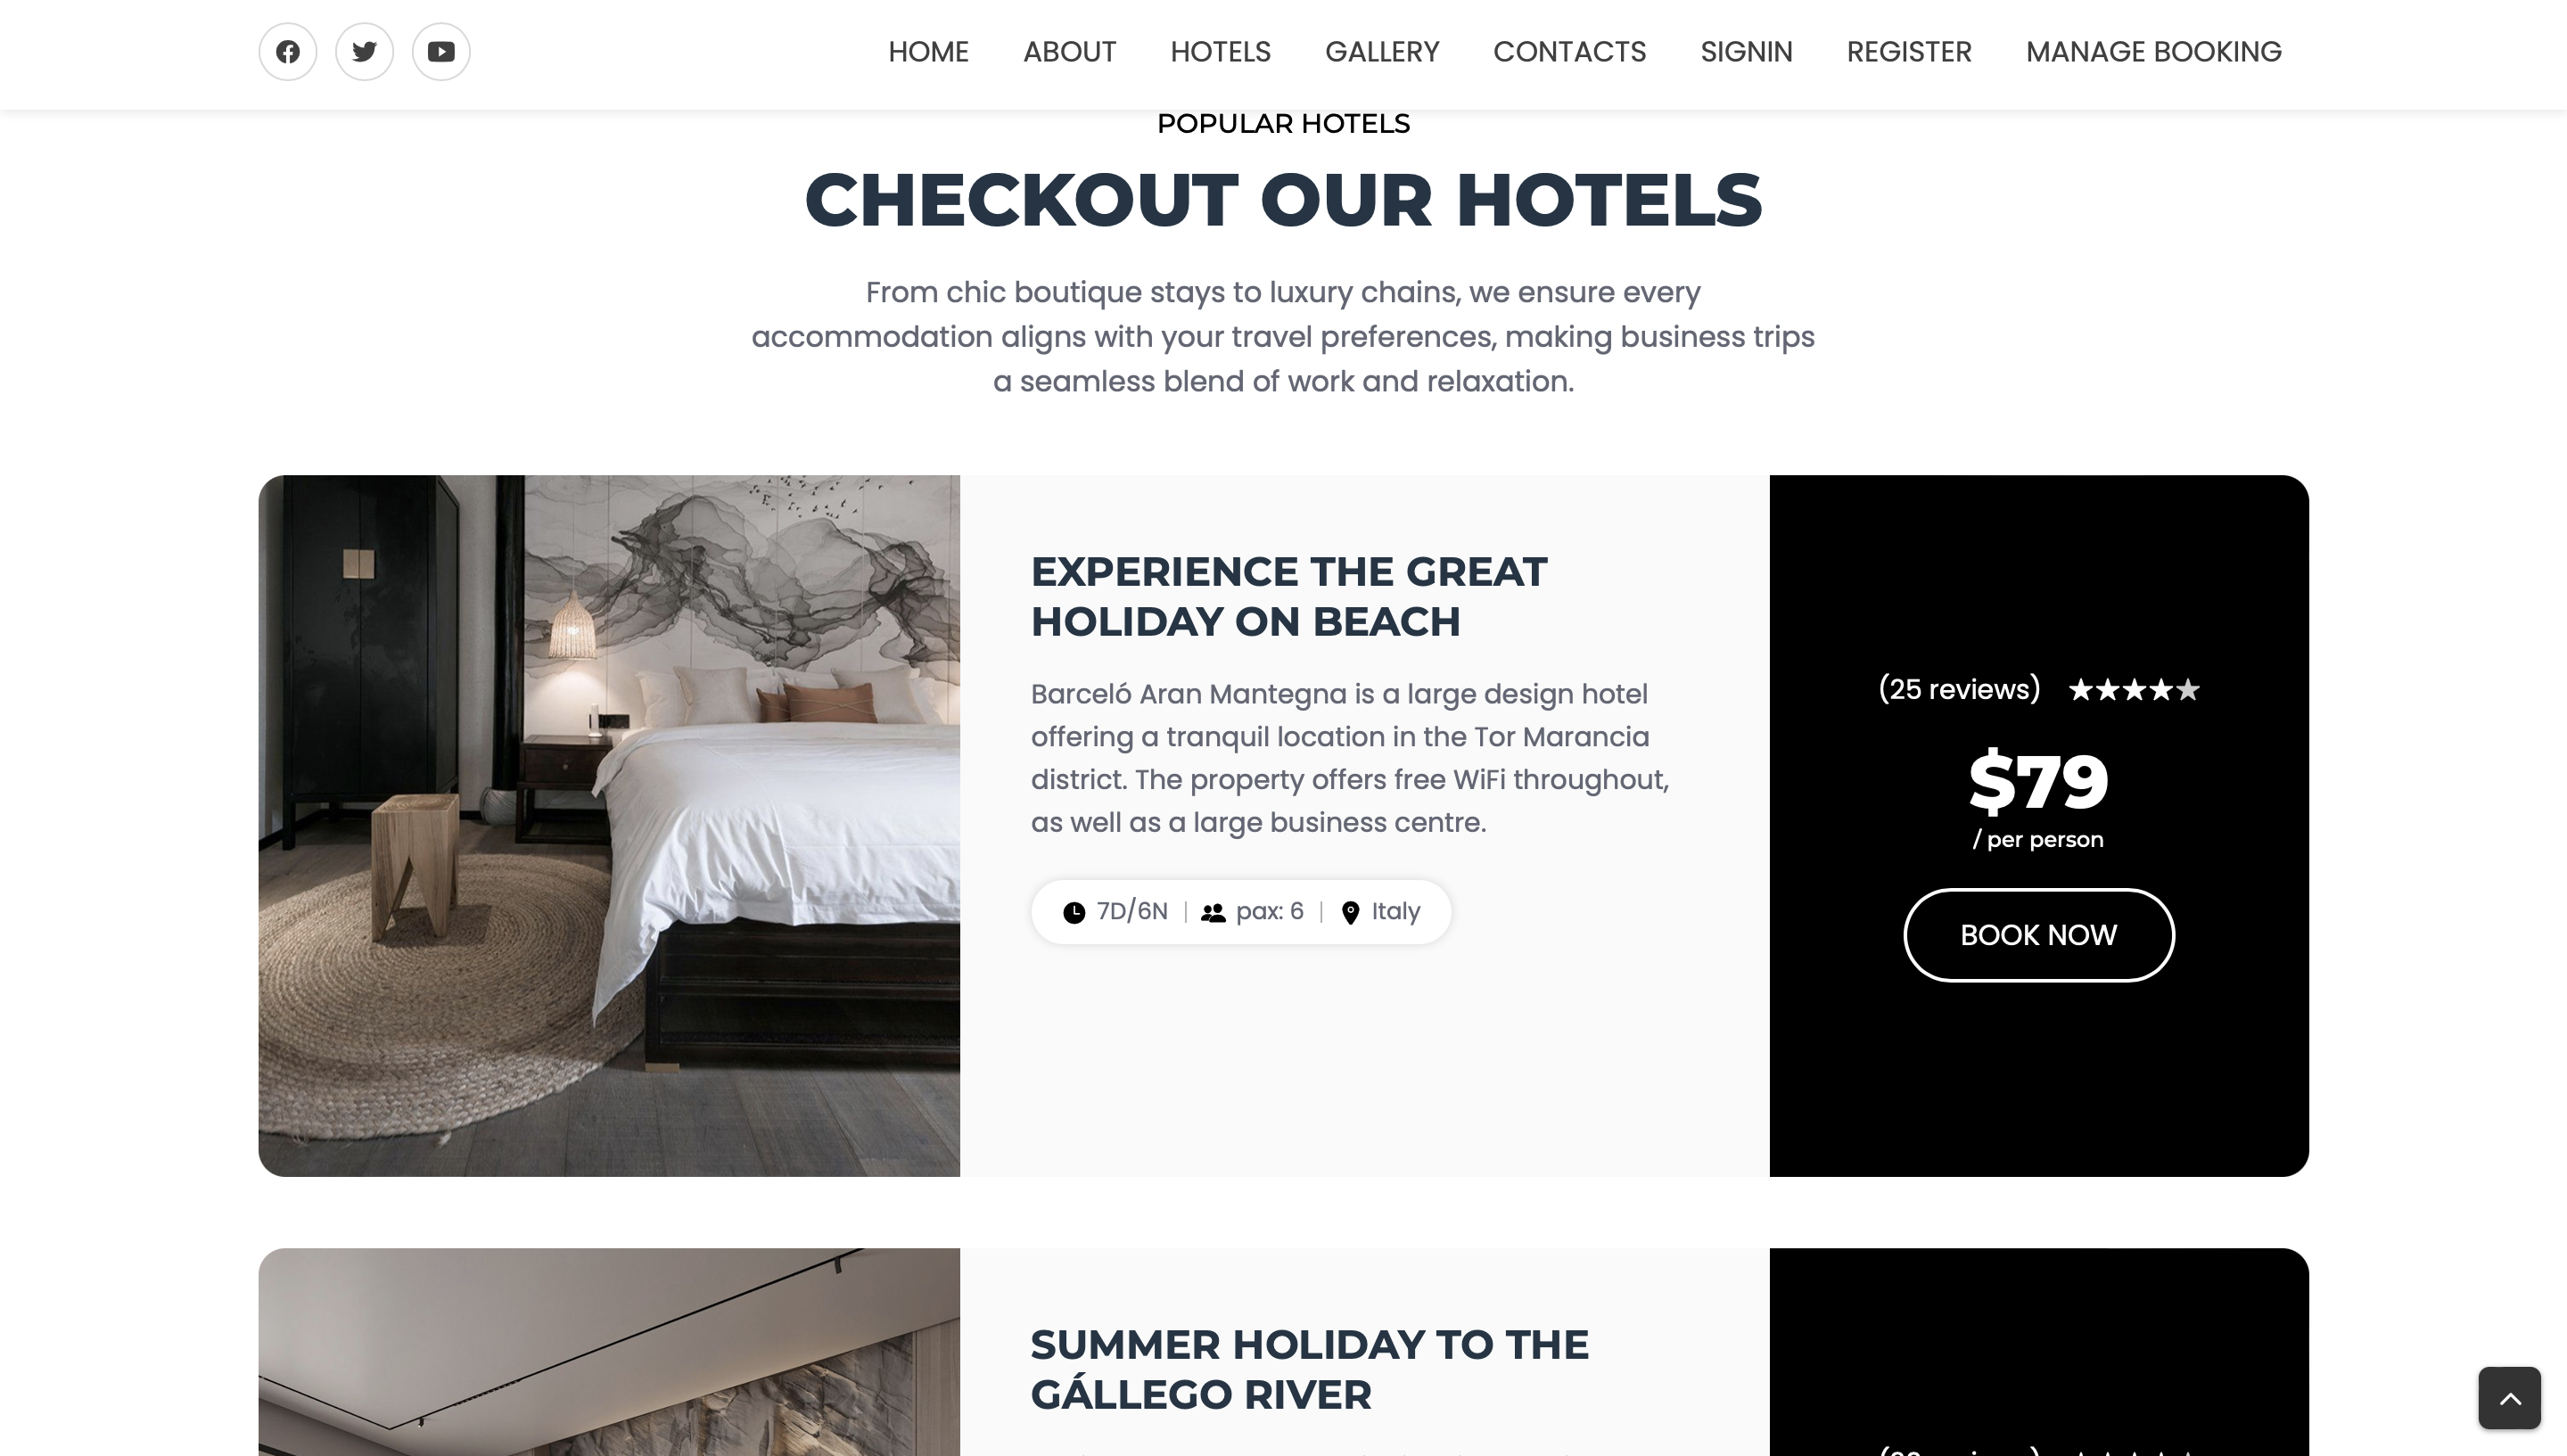 HOME ABOUT HOTELS GALLERY CONTACTS SIGNIN REGISTER MANAGE BOOKING
POPULAR HOTELS
CHECKOUT OUR HOTELS
From chic boutique stays to luxury chains, we ensure every
accommodation aligns with your travel preferences, making business trips
a seamless blend of work and relaxation.
EXPERIENCE THE GREAT
HOLIDAY ON BEACH
Barceló Aran Mantegna is a large design hotel
offering a tranquil location in the Tor Marancia
district. The property offers free WiFi throughout,
as well as a large business centre.
7D/6N | pax: 6 | Italy
(25 reviews)
$79
/ per person
BOOK NOW
SUMMER HOLIDAY TO THE
GÁLLEGO RIVER